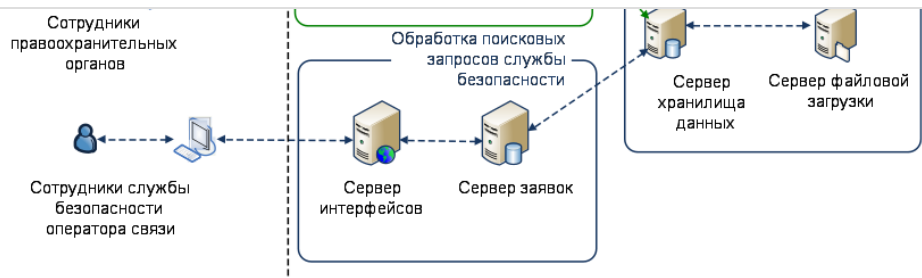 Сотрудники
правоохранительных
органов
Обработка поисковых
запросов службы
безопасности
Сервер
хранилища
данных
Сервер файловой
загрузки
Сотрудники службы
безопасности
оператора связи
Сервер
интерфейсов
Сервер заявок